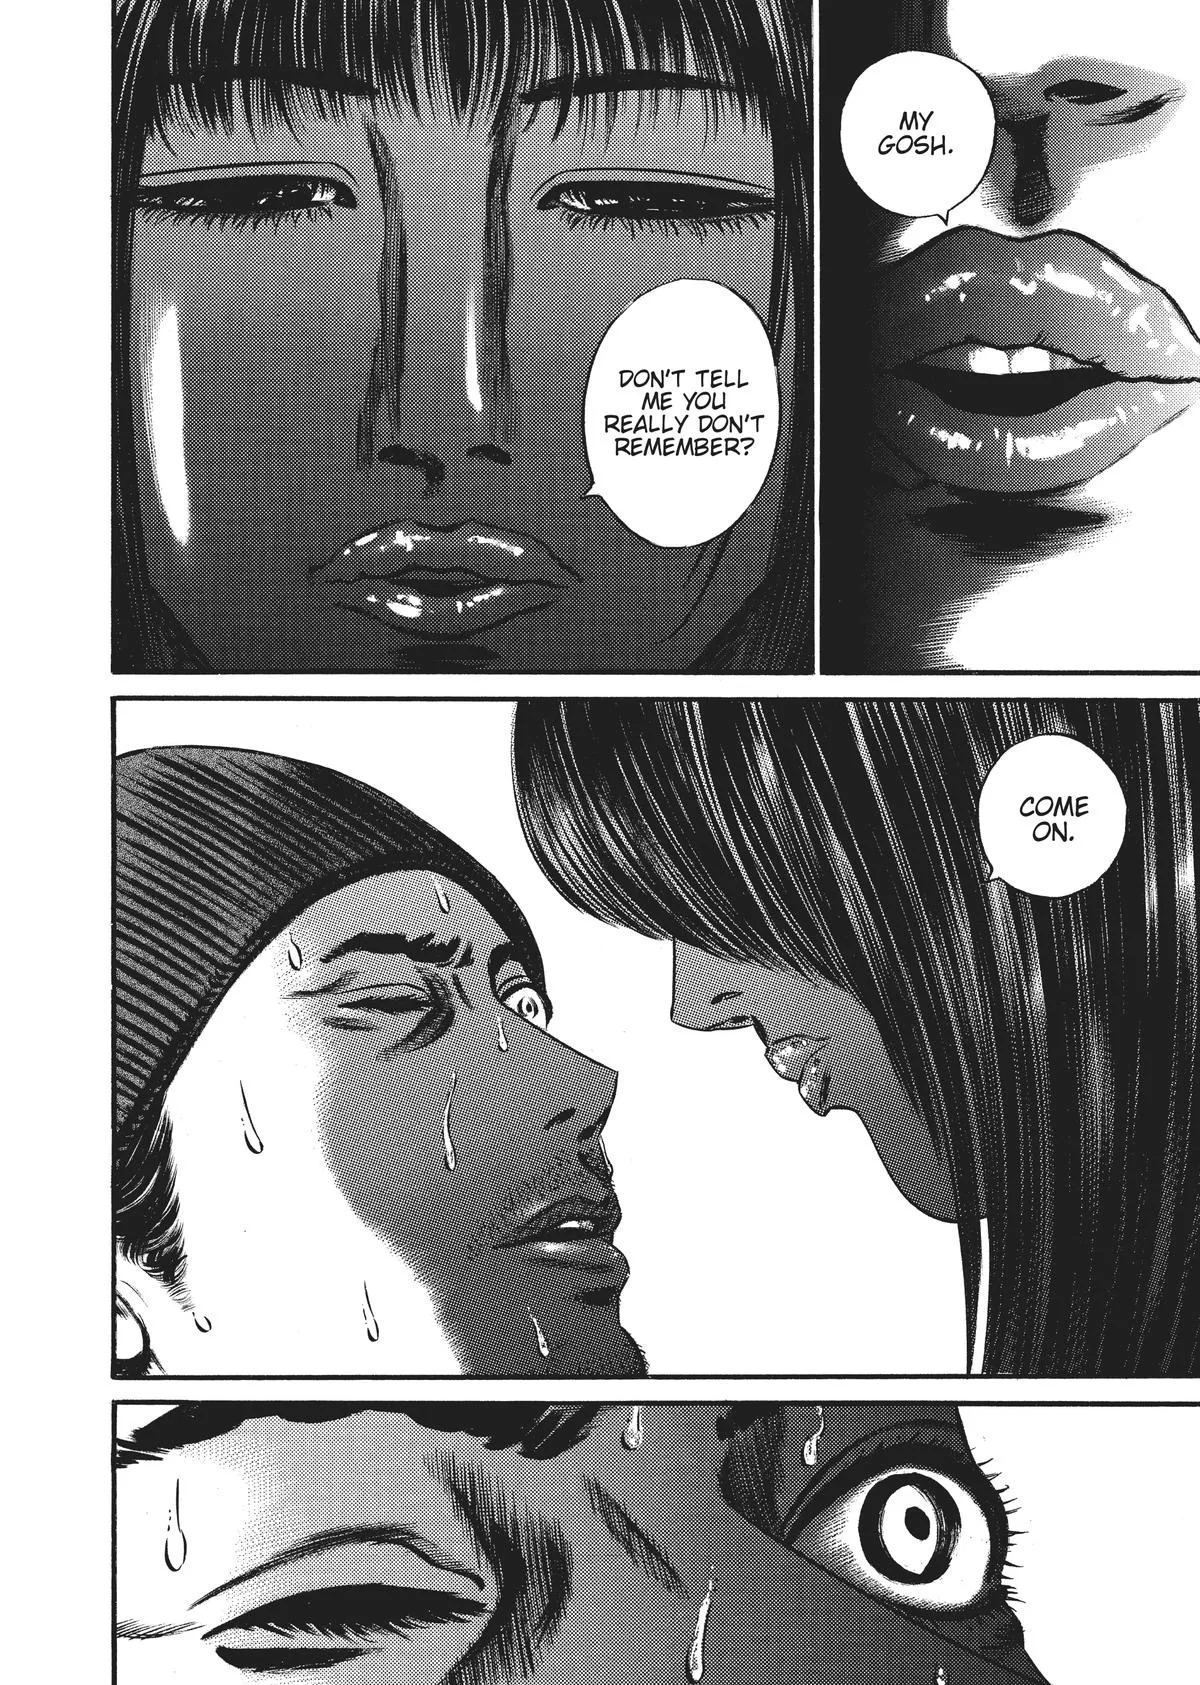 MY
GOSH.
DON'T TELL
ME YOU
REALLY DON'T
REMEMBER?
COME
ON.